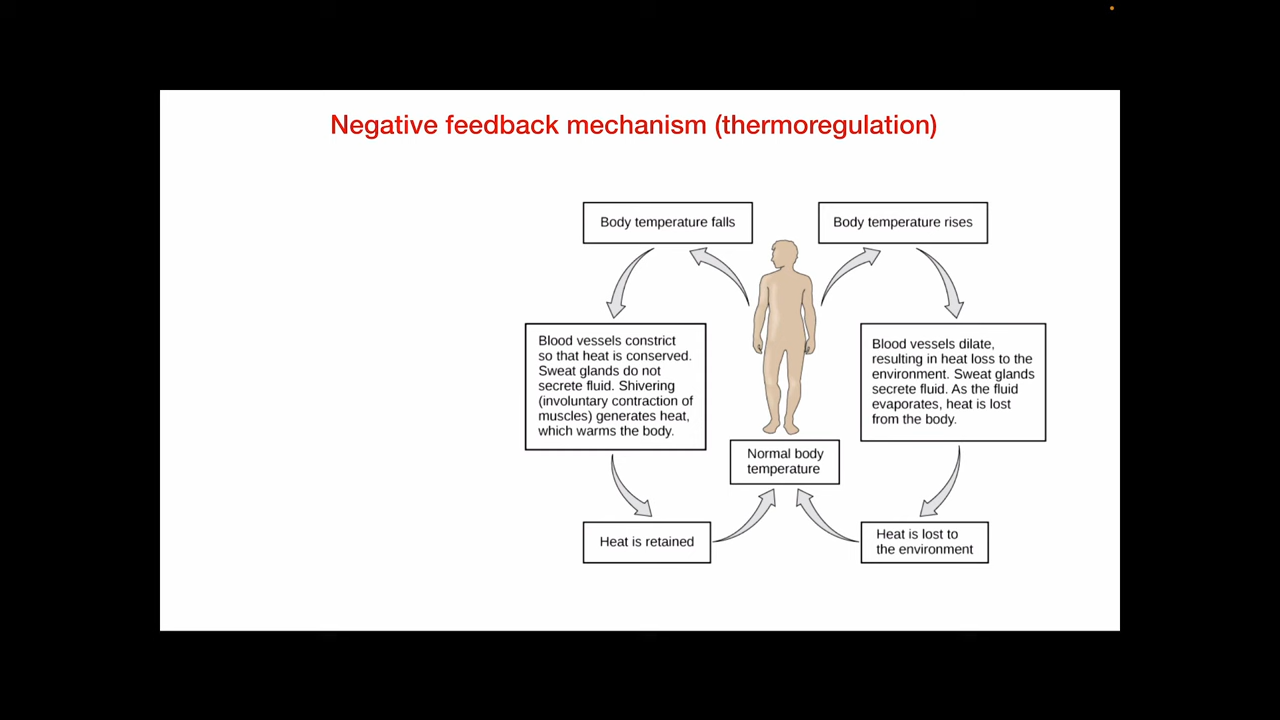 Negative feedback mechanism (thermoregulation)
Body temperature falls
Body temperature rises
Blood vessels constrict
so that heat is conserved.
Sweat glands do not
secrete fluid. Shivering
(involuntary contraction of
muscles) generates heat,
which warms the body.
Blood vessels dilate,
resulting in heat loss to the
environment. Sweat glands
secrete fluid. As the fluid
evaporates, heat is lost
from the body.
Normal body
temperature
Heat is retained
Heat is lost to
the environment